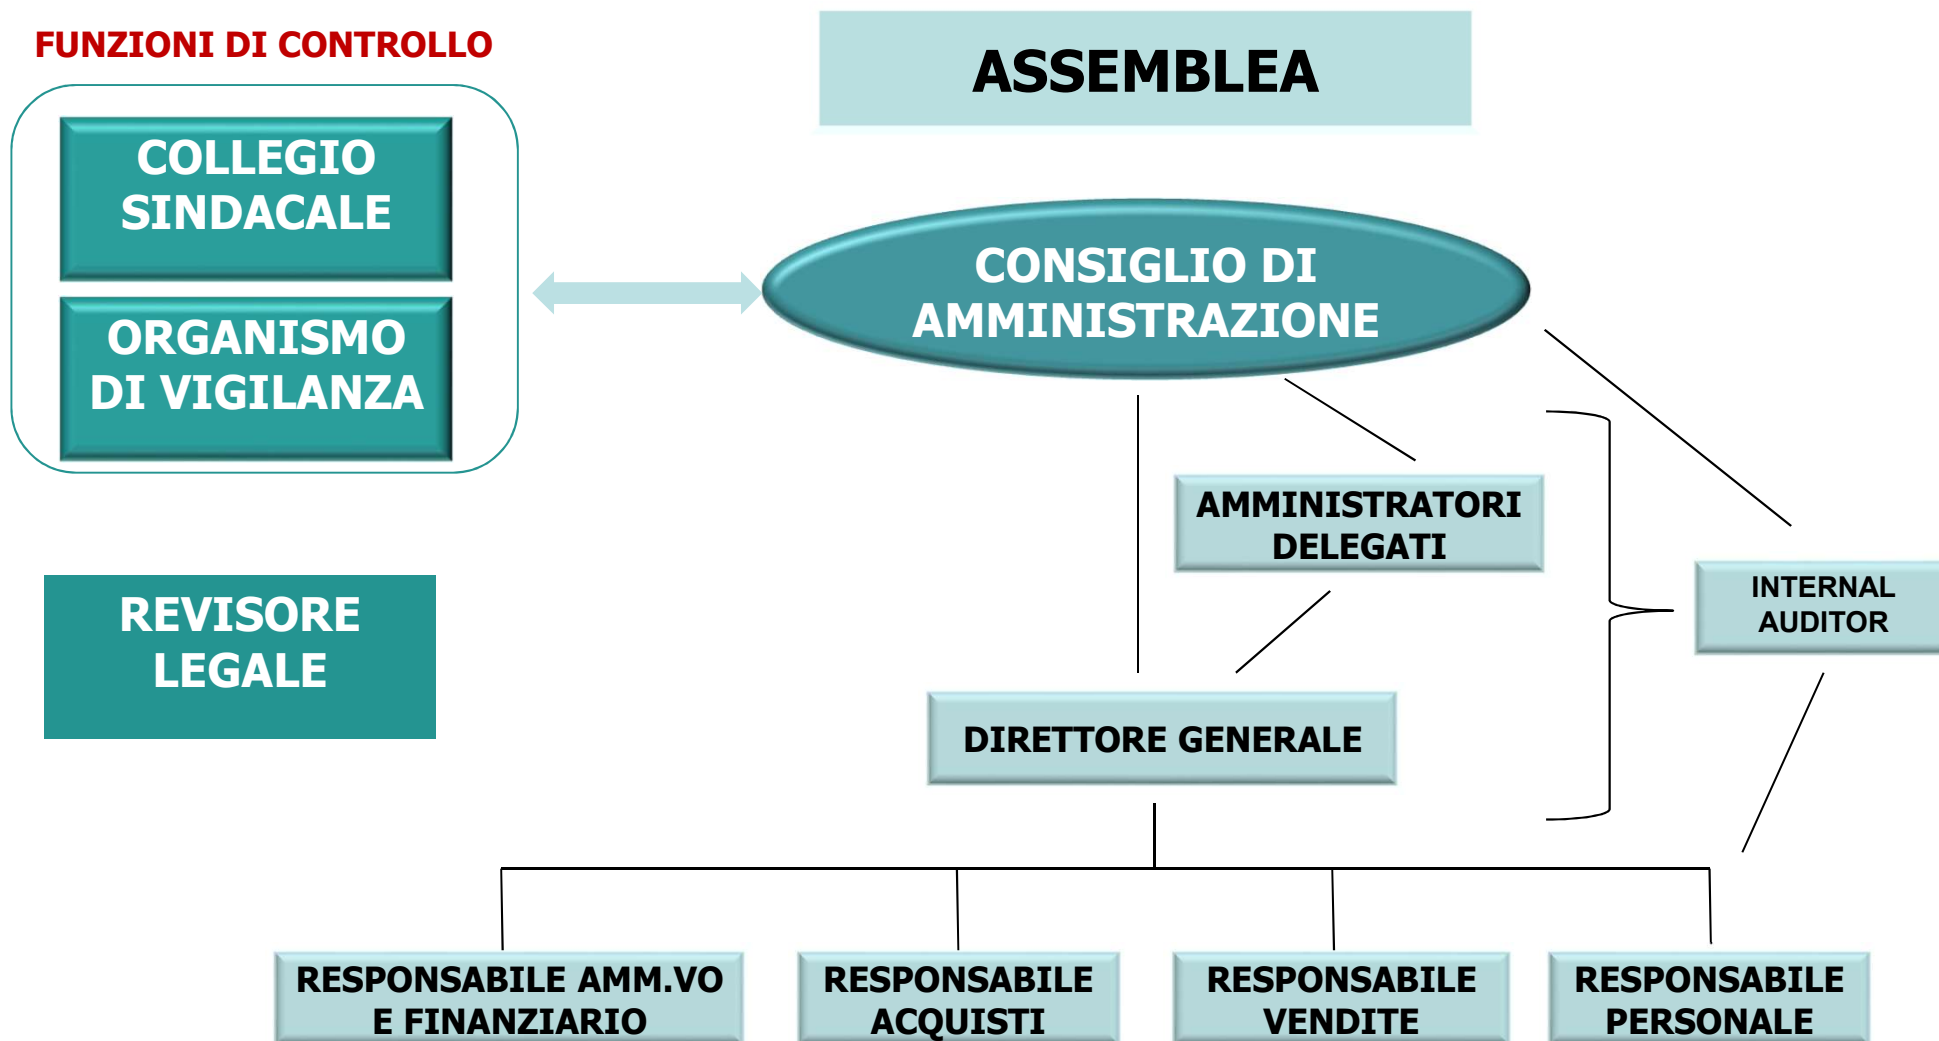 FUNZIONI DI CONTROLLO
ASSEMBLEA
COLLEGIO
SINDACALE
ORGANISMO
DI VIGILANZA
CONSIGLIO DI
AMMINISTRAZIONE
AMMINISTRATORI
DELEGATI
INTERNAL
AUDITOR
REVISORE
LEGALE
DIRETTORE GENERALE
RESPONSABILE AMM.VO
E FINANZIARIO
RESPONSABILE
ACQUISTI
RESPONSABILE
VENDITE
RESPONSABILE
PERSONALE